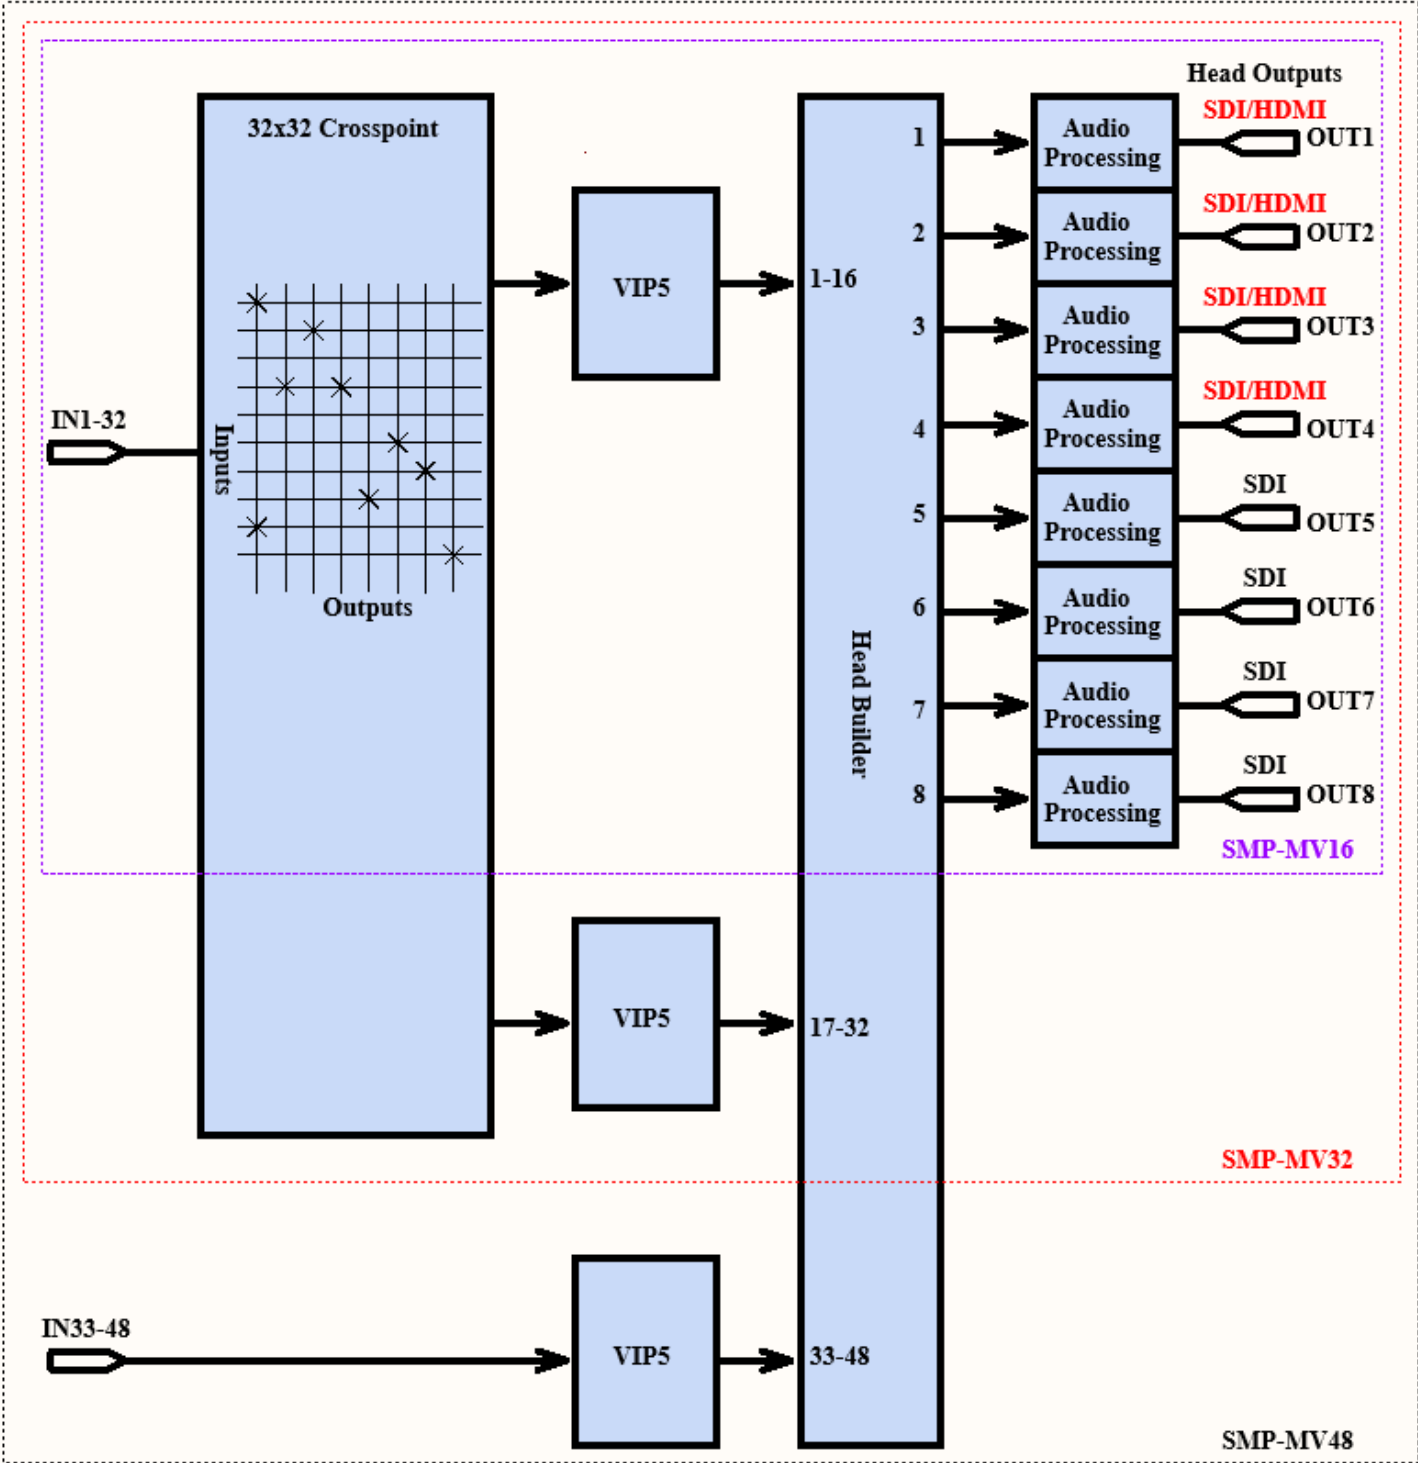 Head Outputs
32x32 Crosspoint
Inputs
Outputs
IN1-32
VIP5
1-16
VIP5
17-32
IN33-48
VIP5
33-48
Head Builder
1
Audio
Processing
SDI/HDMI
OUT1
2
Audio
Processing
SDI/HDMI
OUT2
3
Audio
Processing
SDI/HDMI
OUT3
4
Audio
Processing
SDI/HDMI
OUT4
5
Audio
Processing
SDI
OUT5
6
Audio
Processing
SDI
OUT6
7
Audio
Processing
SDI
OUT7
8
Audio
Processing
SDI
OUT8
SMP-MV16
SMP-MV32
SMP-MV48